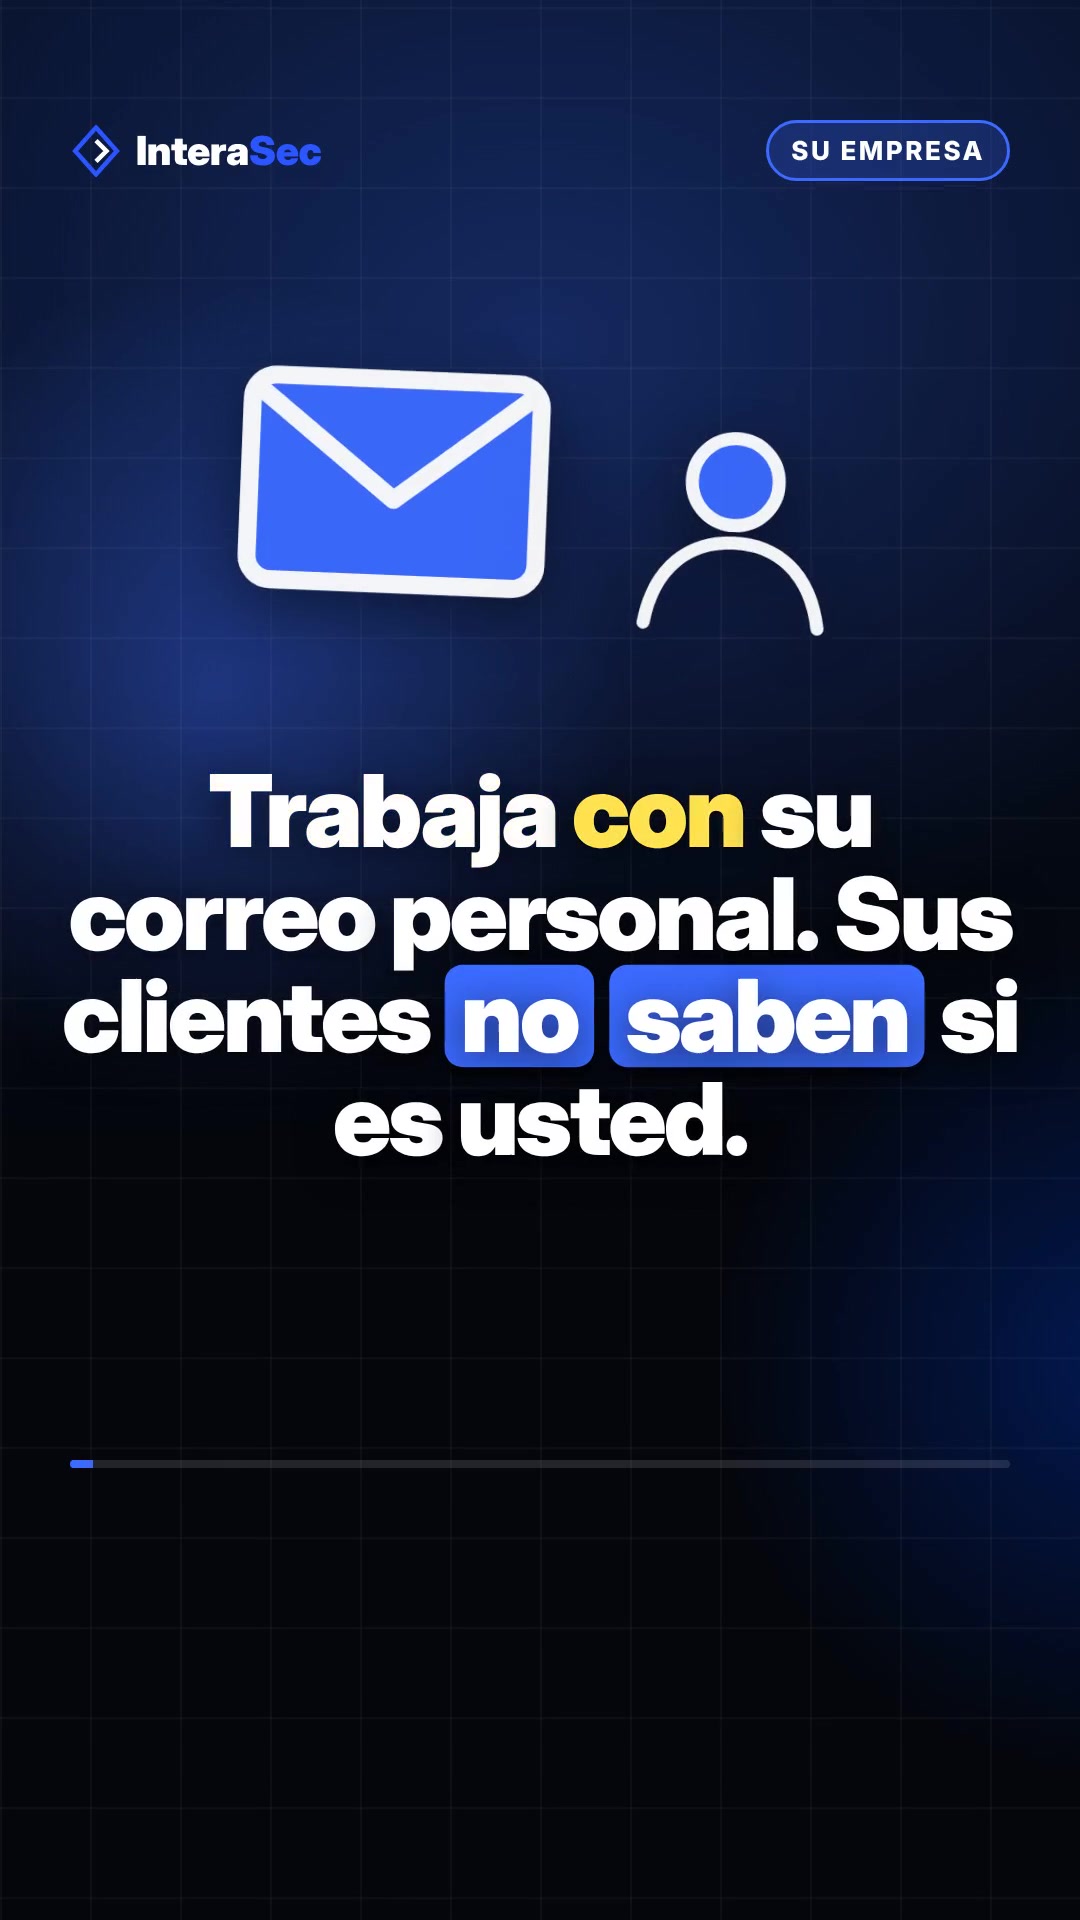 InteraSec
SU EMPRESA
Trabaja con su
correo personal. Sus
clientes no saben si
es usted.